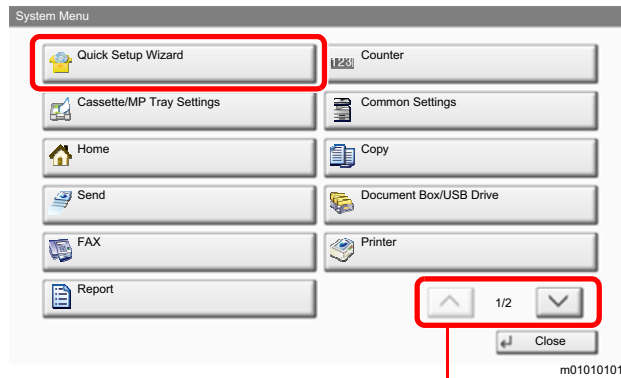 System Menu
Quick Setup Wizard
123 Counter
Cassette/MP Tray Settings
Common Settings
Home
Copy
Send
Document Box/USB Drive
FAX
Printer
Report
1/2
Close
m01010101